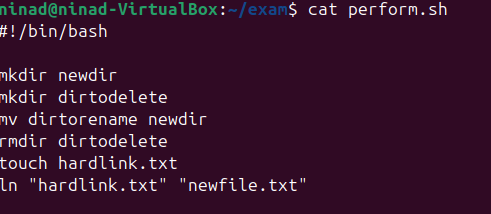 ninad@ninad-VirtualBox:~/exam$ cat perform.sh
#!/bin/bash
mkdir newdir
mkdir dirtodelete
mv dirtorename newdir
rmdir dirtodelete
touch hardlink.txt
ln "hardlink.txt" "newfile.txt"